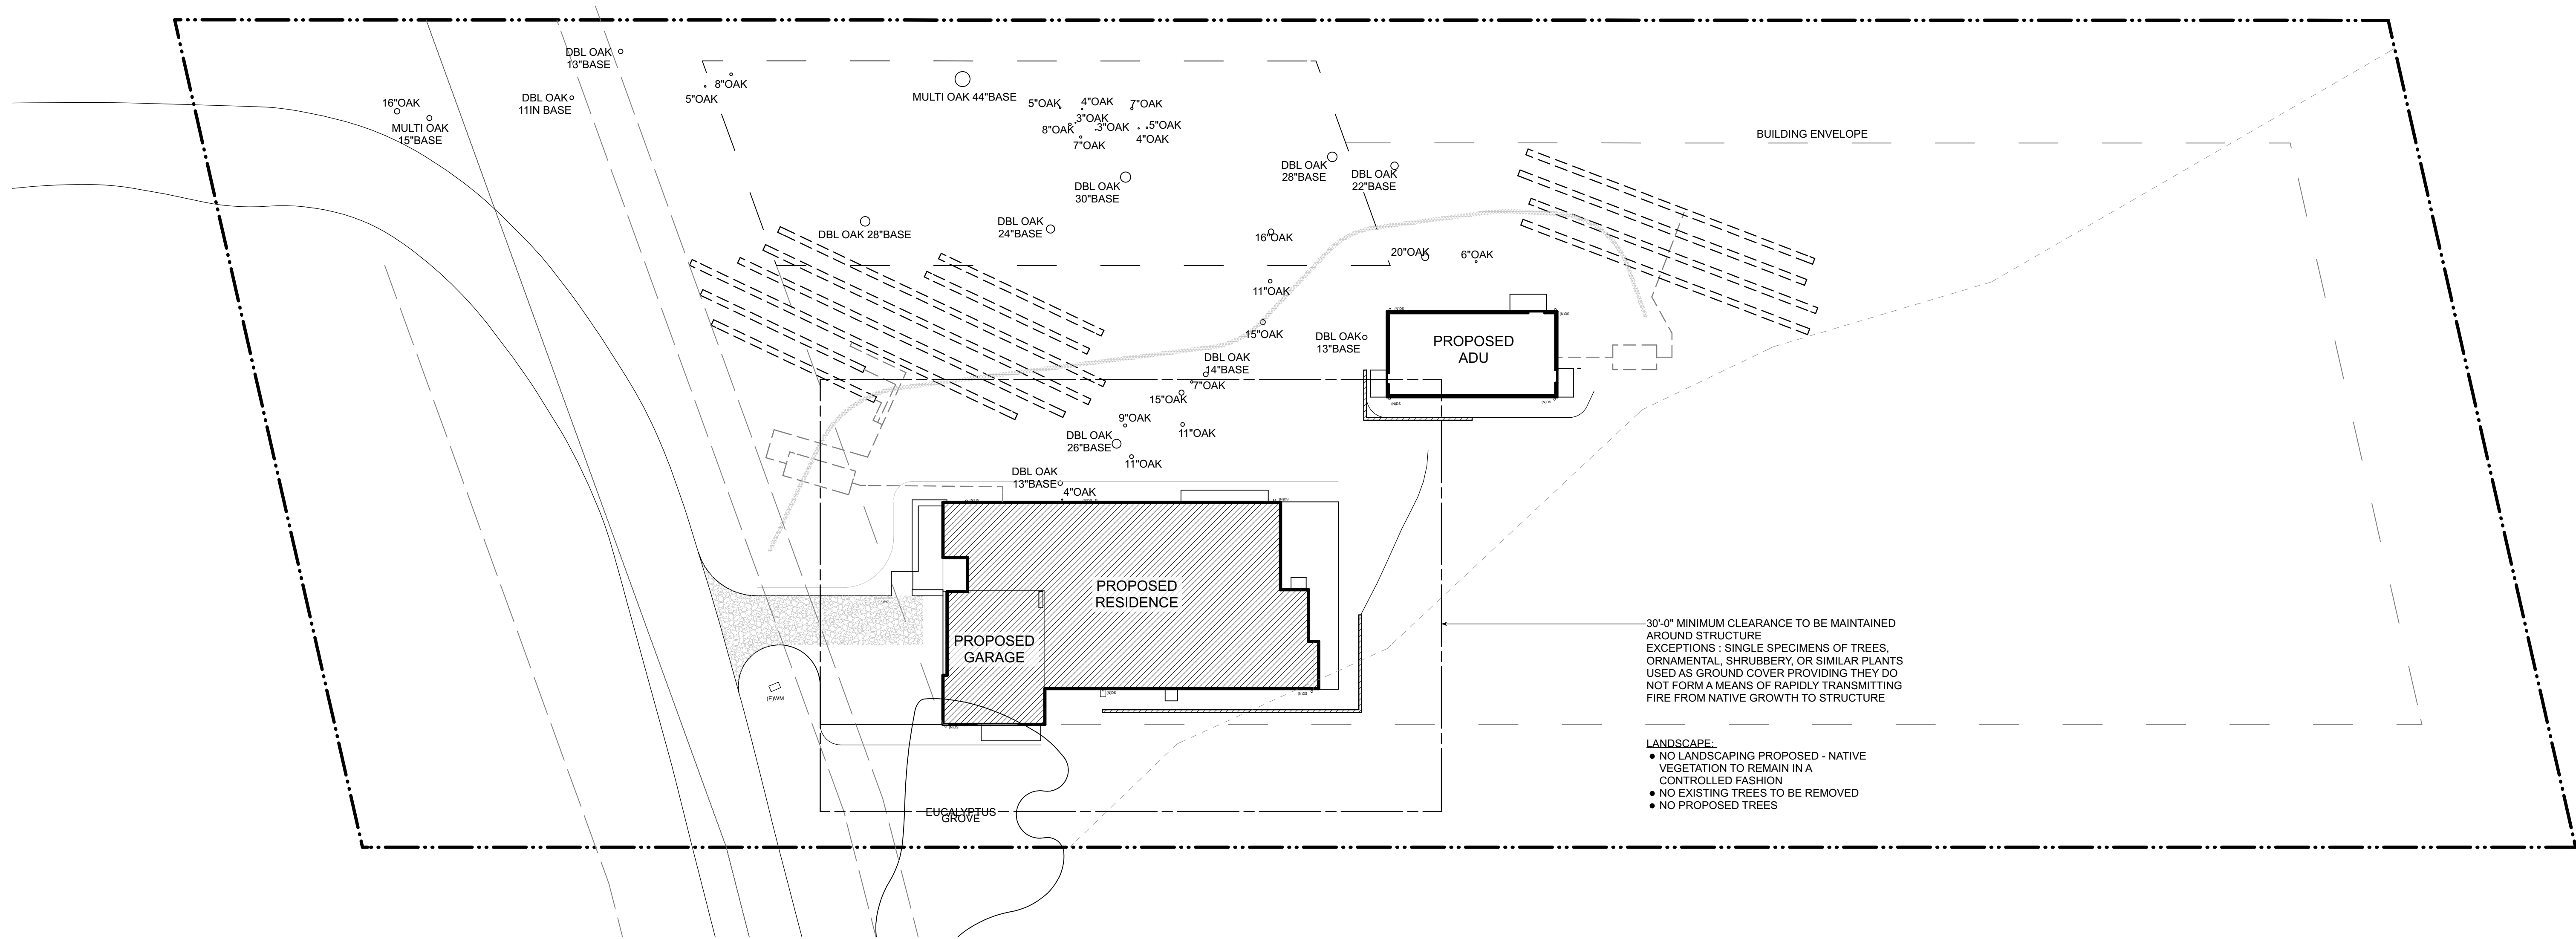 DBL OAK
13"BASE
DBL OAK
11IN BASE
16"OAK
MULTI OAK
15"BASE
8"OAK
5"OAK
MULTI OAK 44"BASE
5"OAK
4"OAK
7"OAK
3"OAK
8"OAK
3"OAK
5"OAK
7"OAK
4"OAK
BUILDING ENVELOPE
DBL OAK
28"BASE
DBL OAK
22"BASE
DBL OAK
30"BASE
DBL OAK 28"BASE
DBL OAK
24"BASE
16"OAK
20"OAK
6"OAK
11"OAK
15"OAK
DBL OAK
13"BASE
PROPOSED
ADU
DBL OAK
14"BASE
7"OAK
15"OAK
9"OAK
11"OAK
DBL OAK
26"BASE
11"OAK
DBL OAK
13"BASE
4"OAK
PROPOSED
RESIDENCE
PROPOSED
GARAGE
(E)WM
30'-0" MINIMUM CLEARANCE TO BE MAINTAINED
AROUND STRUCTURE
EXCEPTIONS : SINGLE SPECIMENS OF TREES,
ORNAMENTAL, SHRUBBERY, OR SIMILAR PLANTS
USED AS GROUND COVER PROVIDING THEY DO
NOT FORM A MEANS OF RAPIDLY TRANSMITTING
FIRE FROM NATIVE GROWTH TO STRUCTURE
LANDSCAPE:
● NO LANDSCAPING PROPOSED - NATIVE
VEGETATION TO REMAIN IN A
CONTROLLED FASHION
● NO EXISTING TREES TO BE REMOVED
● NO PROPOSED TREES
EUCALYPTUS
GROVE